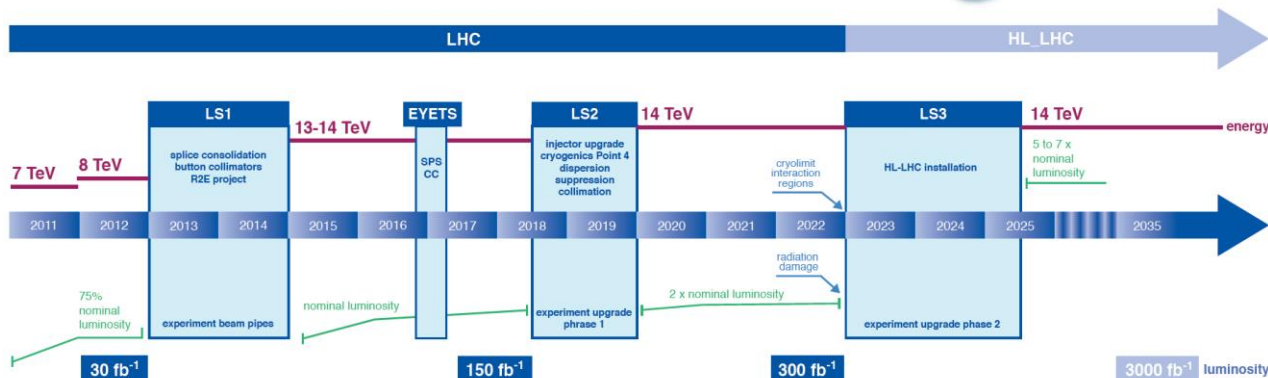 LHC
HL_LHC
LS1
EYETS
LS2
LS3
7 TeV
8 TeV
13-14 TeV
14 TeV
14 TeV
energy
splice consolidation
button collimators
R2E project
SPS
CC
injector upgrade
cryogenics Point 4
dispersion
suppression
collimation
cryolimit
interaction
regions
HL-LHC installation
5 to 7 x
nominal
luminosity
2011
2012
2013
2014
2015
2016
2017
2018
2019
2020
2021
2022
2023
2024
2025
2035
75%
nominal
luminosity
experiment beam pipes
nominal luminosity
experiment upgrade
phrase 1
2 x nominal luminosity
radiation
damage
experiment upgrade phase 2
30 fb⁻¹
150 fb⁻¹
300 fb⁻¹
3000 fb⁻¹
luminosity